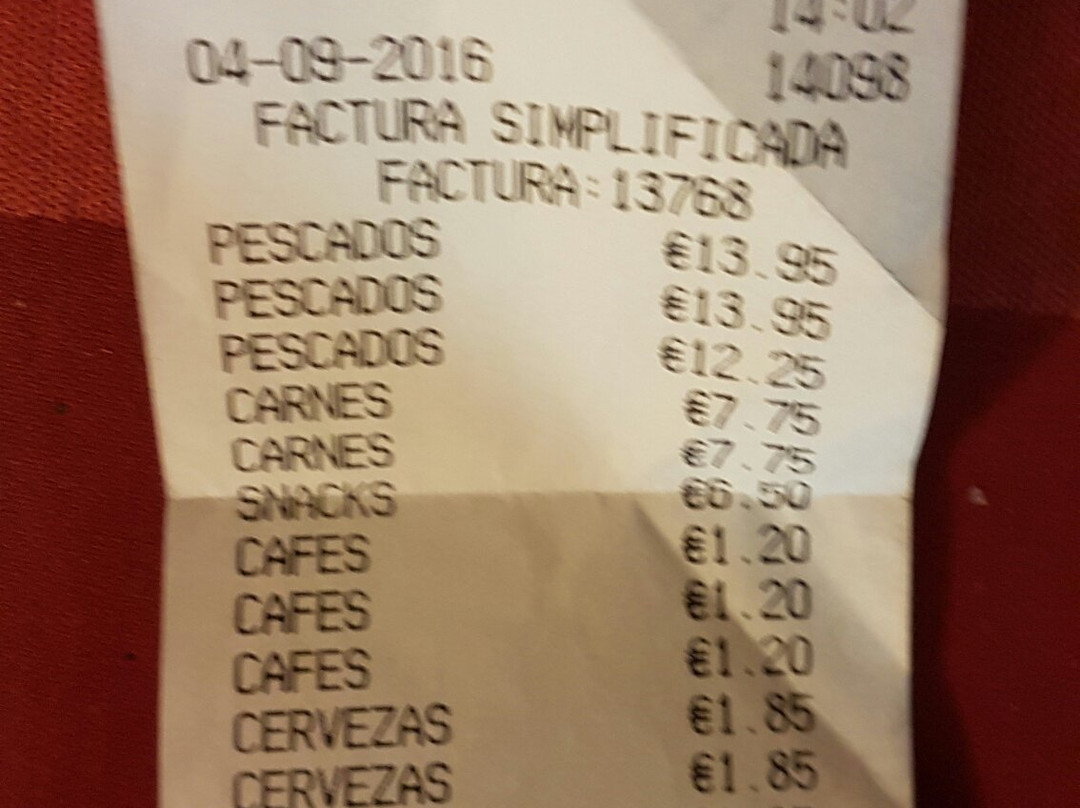 14:02
04-09-2016 14098
FACTURA SIMPLIFICADA
FACTURA:13768
PESCADOS €13.95
PESCADOS €13.95
PESCADOS €12.25
CARNES €7.75
CARNES €7.75
SNACKS €6.50
CAFES €1.20
CAFES €1.20
CAFES €1.20
CERVEZAS €1.85
CERVEZAS €1.85